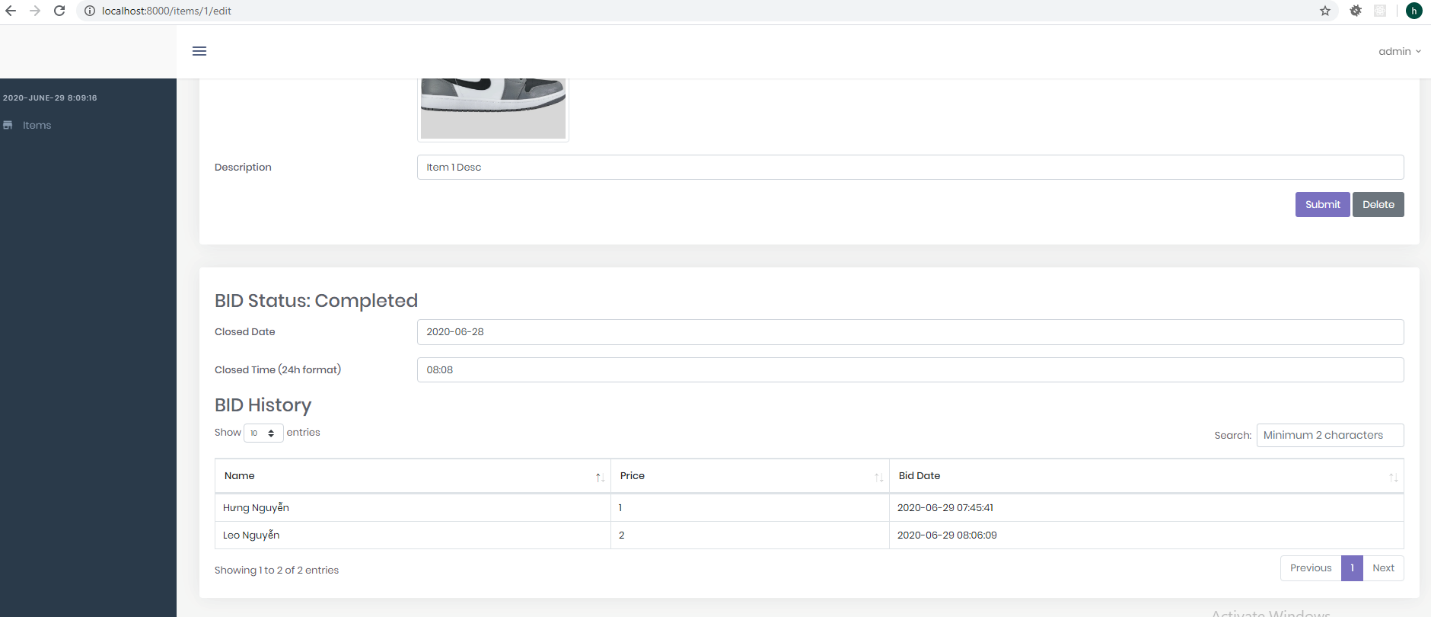 localhost:8000/items/1/edit
h
admin
2020-JUNE-29 8:09:16
Items
Description
Item 1 Desc
Submit Delete
BID Status: Completed
Closed Date
2020-06-28
Closed Time (24h format)
08:08
BID History
Show 10 entries
Search: Minimum 2 characters
Name Price Bid Date
Hưng Nguyễn 1 2020-06-29 07:45:41
Leo Nguyễn 2 2020-06-29 08:06:09
Showing 1 to 2 of 2 entries
Previous 1 Next
Activate Windows